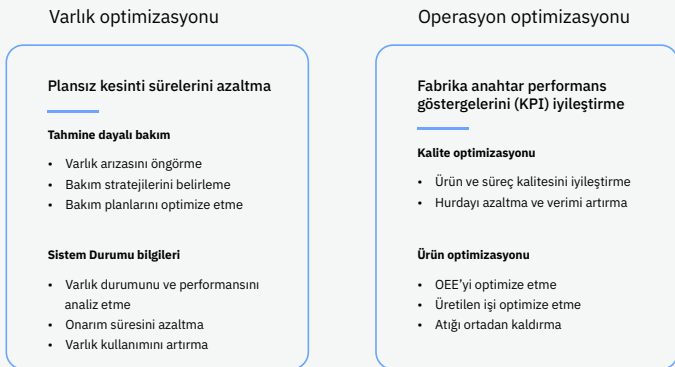 Varlık optimizasyonu
Plansız kesinti sürelerini azaltma
Tahmine dayalı bakım
• Varlık arızasını öngörme
• Bakım stratejilerini belirleme
• Bakım planlarını optimize etme
Sistem Durumu bilgileri
• Varlık durumunu ve performansını
analiz etme
• Onarım süresini azaltma
• Varlık kullanımını artırma
Operasyon optimizasyonu
Fabrika anahtar performans
göstergelerini (KPI) iyileştirme
Kalite optimizasyonu
• Ürün ve süreç kalitesini iyileştirme
• Hurdayı azaltma ve verimi artırma
Ürün optimizasyonu
• OEE’yi optimize etme
• Üretilen işi optimize etme
• Atığı ortadan kaldırma